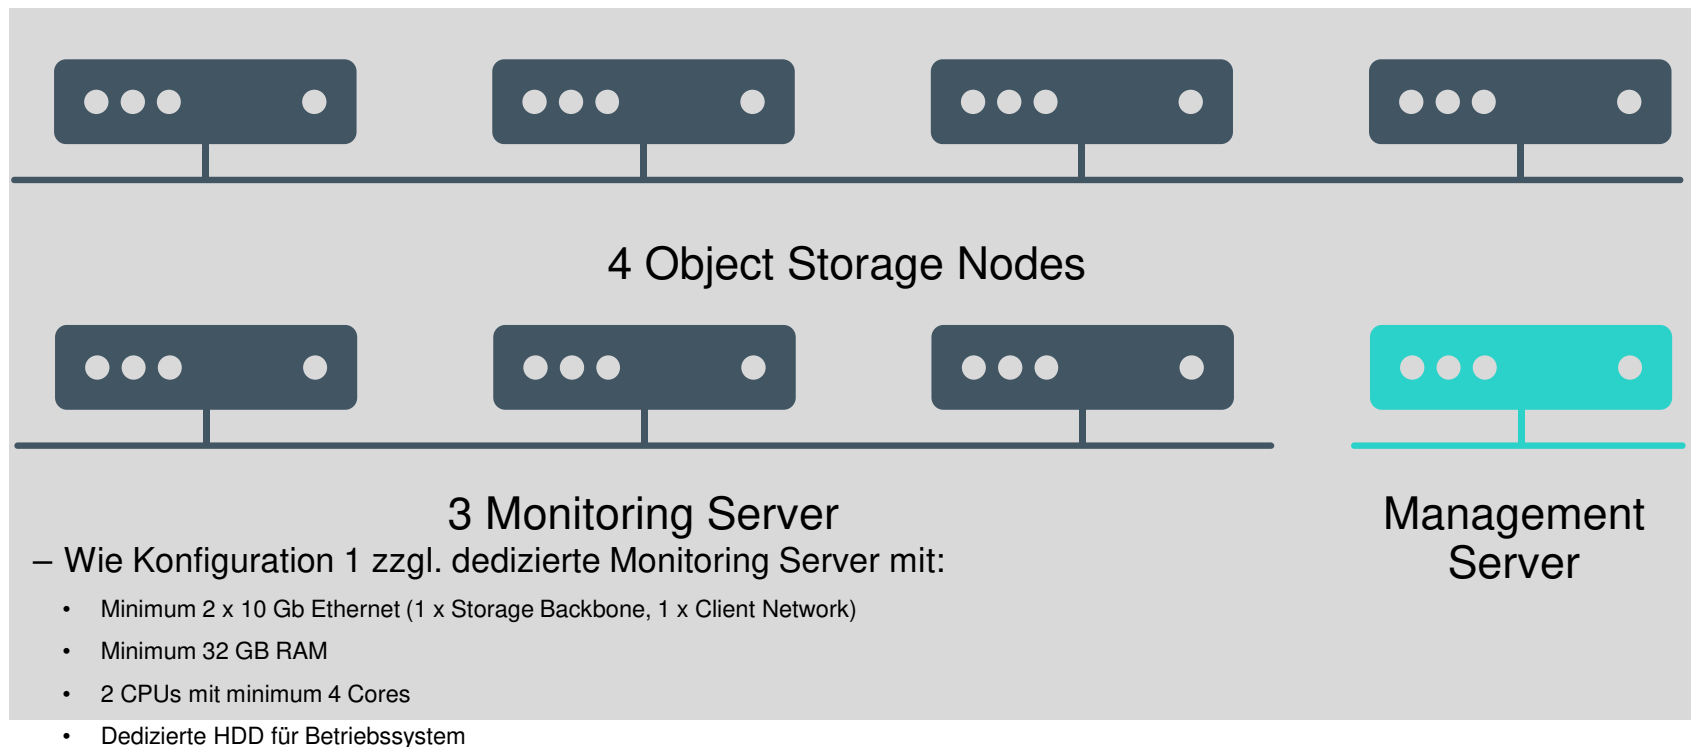 4 Object Storage Nodes
3 Monitoring Server
Management
Server
– Wie Konfiguration 1 zzgl. dedizierte Monitoring Server mit:
• Minimum 2 x 10 Gb Ethernet (1 x Storage Backbone, 1 x Client Network)
• Minimum 32 GB RAM
• 2 CPUs mit minimum 4 Cores
• Dedizierte HDD für Betriebssystem